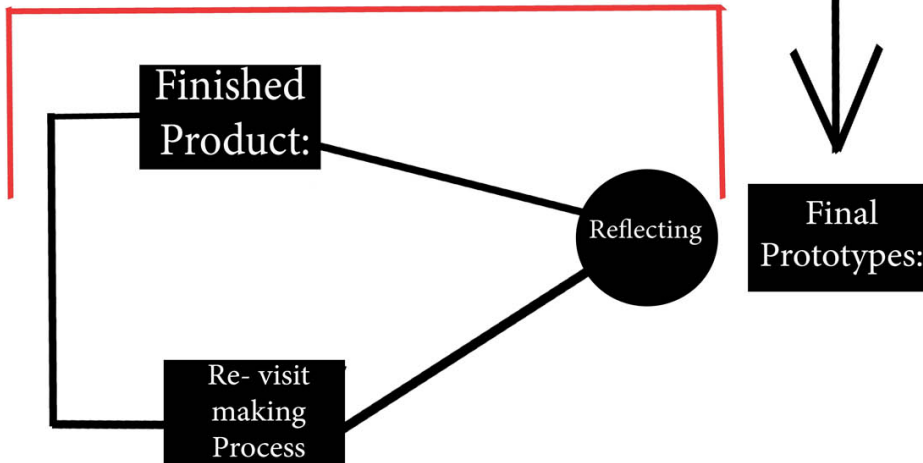 Finished
Product:
Reflecting
Final
Prototypes:
Re- visit
making
Process